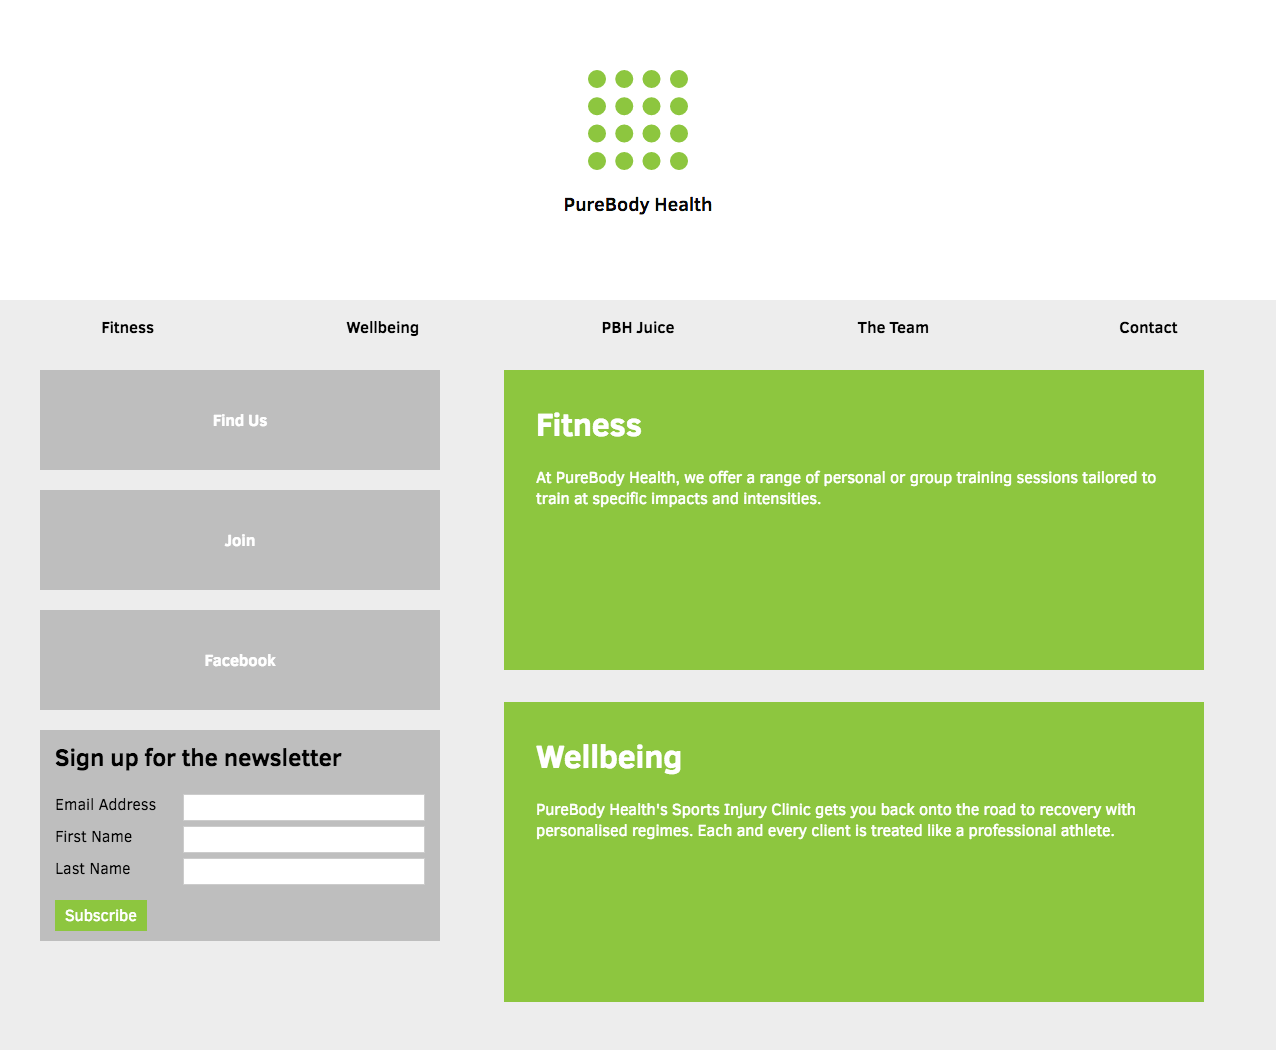 PureBody Health
Fitness
Wellbeing
PBH Juice
The Team
Contact
Find Us
Join
Facebook
Sign up for the newsletter
Email Address
First Name
Last Name
Subscribe
Fitness
At PureBody Health, we offer a range of personal or group training sessions tailored to
train at specific impacts and intensities.
Wellbeing
PureBody Health's Sports Injury Clinic gets you back onto the road to recovery with
personalised regimes. Each and every client is treated like a professional athlete.